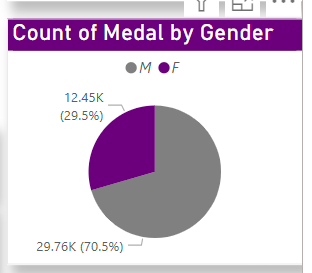 Count of Medal by Gender
M F
12.45K
(29.5%)
29.76K (70.5%)